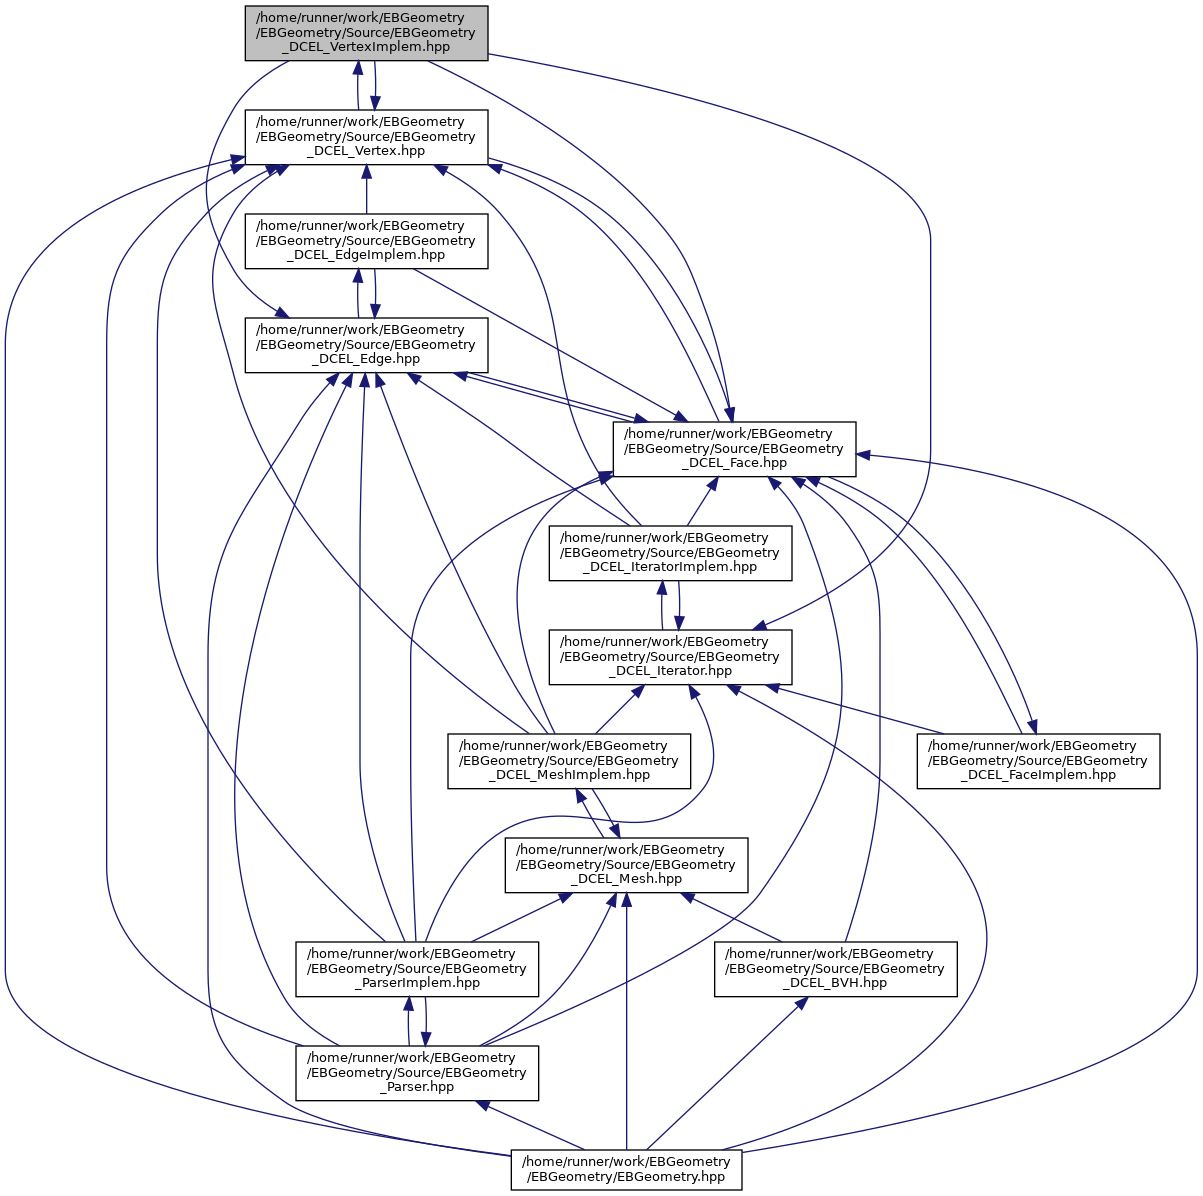 /home/runner/work/EBGeometry
/EBGeometry/Source/EBGeometry
_DCEL_VertexImplem.hpp
/home/runner/work/EBGeometry
/EBGeometry/Source/EBGeometry
_DCEL_Vertex.hpp
/home/runner/work/EBGeometry
/EBGeometry/Source/EBGeometry
_DCEL_EdgeImplem.hpp
/home/runner/work/EBGeometry
/EBGeometry/Source/EBGeometry
_DCEL_Edge.hpp
/home/runner/work/EBGeometry
/EBGeometry/Source/EBGeometry
_DCEL_Face.hpp
/home/runner/work/EBGeometry
/EBGeometry/Source/EBGeometry
_DCEL_IteratorImplem.hpp
/home/runner/work/EBGeometry
/EBGeometry/Source/EBGeometry
_DCEL_Iterator.hpp
/home/runner/work/EBGeometry
/EBGeometry/Source/EBGeometry
_DCEL_MeshImplem.hpp
/home/runner/work/EBGeometry
/EBGeometry/Source/EBGeometry
_DCEL_FaceImplem.hpp
/home/runner/work/EBGeometry
/EBGeometry/Source/EBGeometry
_DCEL_Mesh.hpp
/home/runner/work/EBGeometry
/EBGeometry/Source/EBGeometry
_ParserImplem.hpp
/home/runner/work/EBGeometry
/EBGeometry/Source/EBGeometry
_DCEL_BVH.hpp
/home/runner/work/EBGeometry
/EBGeometry/Source/EBGeometry
_Parser.hpp
/home/runner/work/EBGeometry
/EBGeometry/EBGeometry.hpp